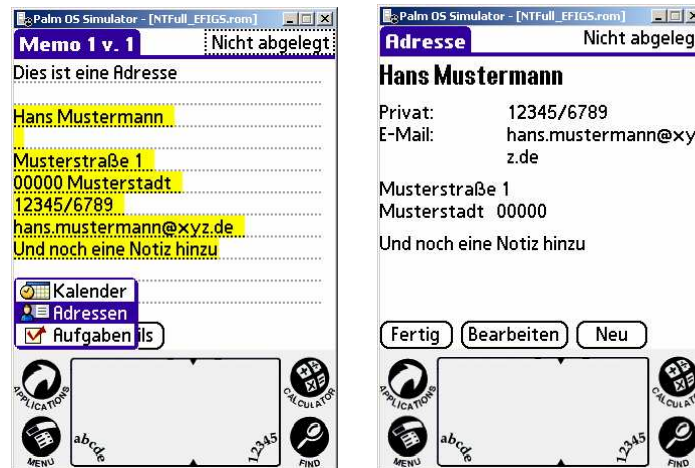 Palm OS Simulator - [NTFull_EFIGS.rom]
Memo 1 v. 1
Nicht abgelegt
Dies ist eine Adresse
Hans Mustermann
Musterstraße 1
00000 Musterstadt
12345/6789
hans.mustermann@xyz.de
Und noch eine Notiz hinzu
Kalender
Adressen
Aufgaben
ils
APPLICATIONS
CALCULATOR
MENU
abcde
12345
FIND
Palm OS Simulator - [NTFull_EFIGS.rom]
Adresse
Nicht abgeleg
Hans Mustermann
Privat: 12345/6789
E-Mail: hans.mustermann@xy
z.de
Musterstraße 1
Musterstadt 00000
Und noch eine Notiz hinzu
Fertig
Bearbeiten
Neu
APPLICATIONS
CALCULATOR
MENU
abcde
12345
FIND